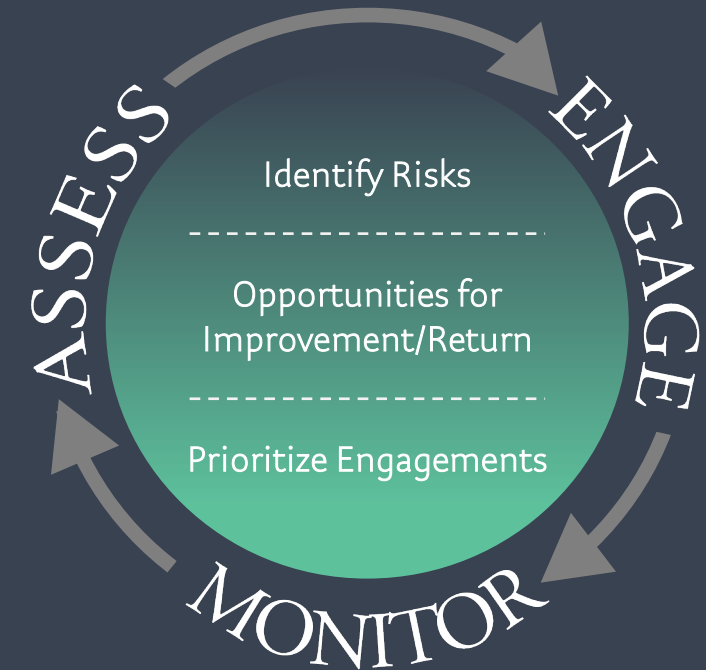 ASSESS
ENGAGE
Identify Risks
Opportunities for
Improvement/Return
Prioritize Engagements
MONITOR